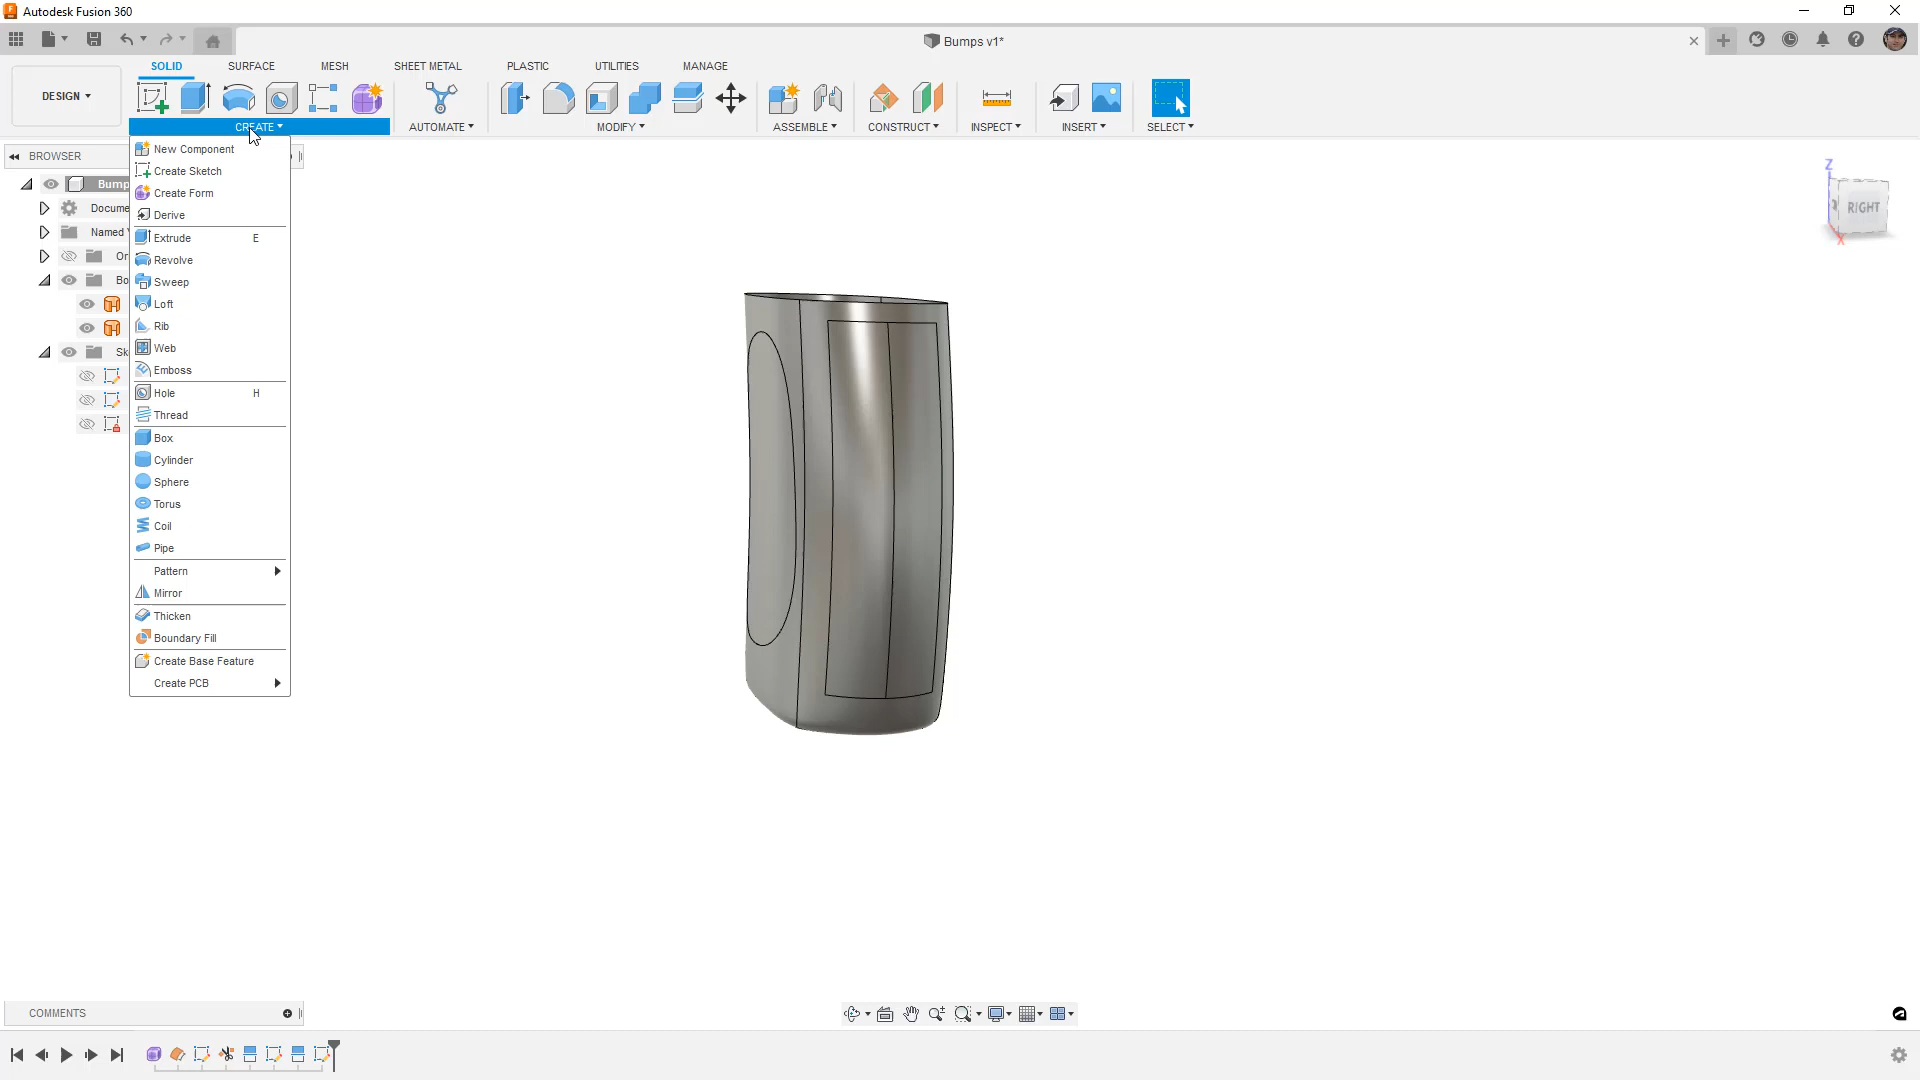 Autodesk Fusion 360
Bumps v1*
SOLID SURFACE MESH SHEET METAL PLASTIC UTILITIES MANAGE
DESIGN
CREATE AUTOMATE MODIFY ASSEMBLE CONSTRUCT INSPECT INSERT SELECT
BROWSER
Bump
Docume
Named
Or
Bo
Sk
New Component
Create Sketch
Create Form
Derive
Extrude E
Revolve
Sweep
Loft
Rib
Web
Emboss
Hole H
Thread
Box
Cylinder
Sphere
Torus
Coil
Pipe
Pattern
Mirror
Thicken
Boundary Fill
Create Base Feature
Create PCB
Z
RIGHT
X
COMMENTS